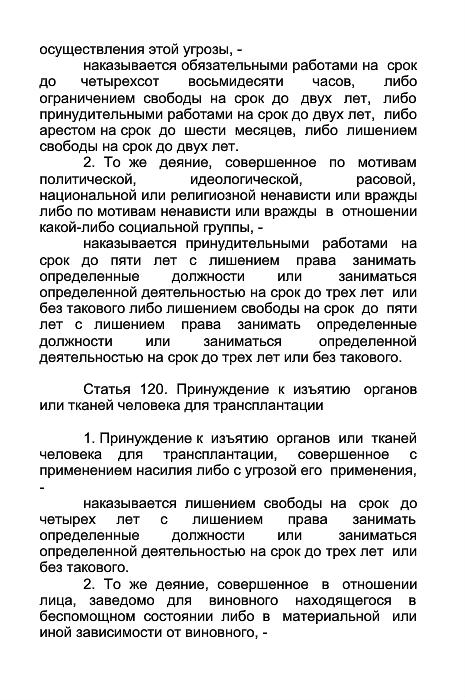 осуществления этой угрозы, -
наказывается обязательными работами на срок
до четырехсот восьмидесяти часов, либо
ограничением свободы на срок до двух лет, либо
принудительными работами на срок до двух лет, либо
арестом на срок до шести месяцев, либо лишением
свободы на срок до двух лет.
2. То же деяние, совершенное по мотивам
политической, идеологической, расовой,
национальной или религиозной ненависти или вражды
либо по мотивам ненависти или вражды в отношении
какой-либо социальной группы, -
наказывается принудительными работами на
срок до пяти лет с лишением права занимать
определенные должности или заниматься
определенной деятельностью на срок до трех лет или
без такового либо лишением свободы на срок до пяти
лет с лишением права занимать определенные
должности или заниматься определенной
деятельностью на срок до трех лет или без такового.
Статья 120. Принуждение к изъятию органов
или тканей человека для трансплантации
1. Принуждение к изъятию органов или тканей
человека для трансплантации, совершенное с
применением насилия либо с угрозой его применения,
-
наказывается лишением свободы на срок до
четырех лет с лишением права занимать
определенные должности или заниматься
определенной деятельностью на срок до трех лет или
без такового.
2. То же деяние, совершенное в отношении
лица, заведомо для виновного находящегося в
беспомощном состоянии либо в материальной или
иной зависимости от виновного, -